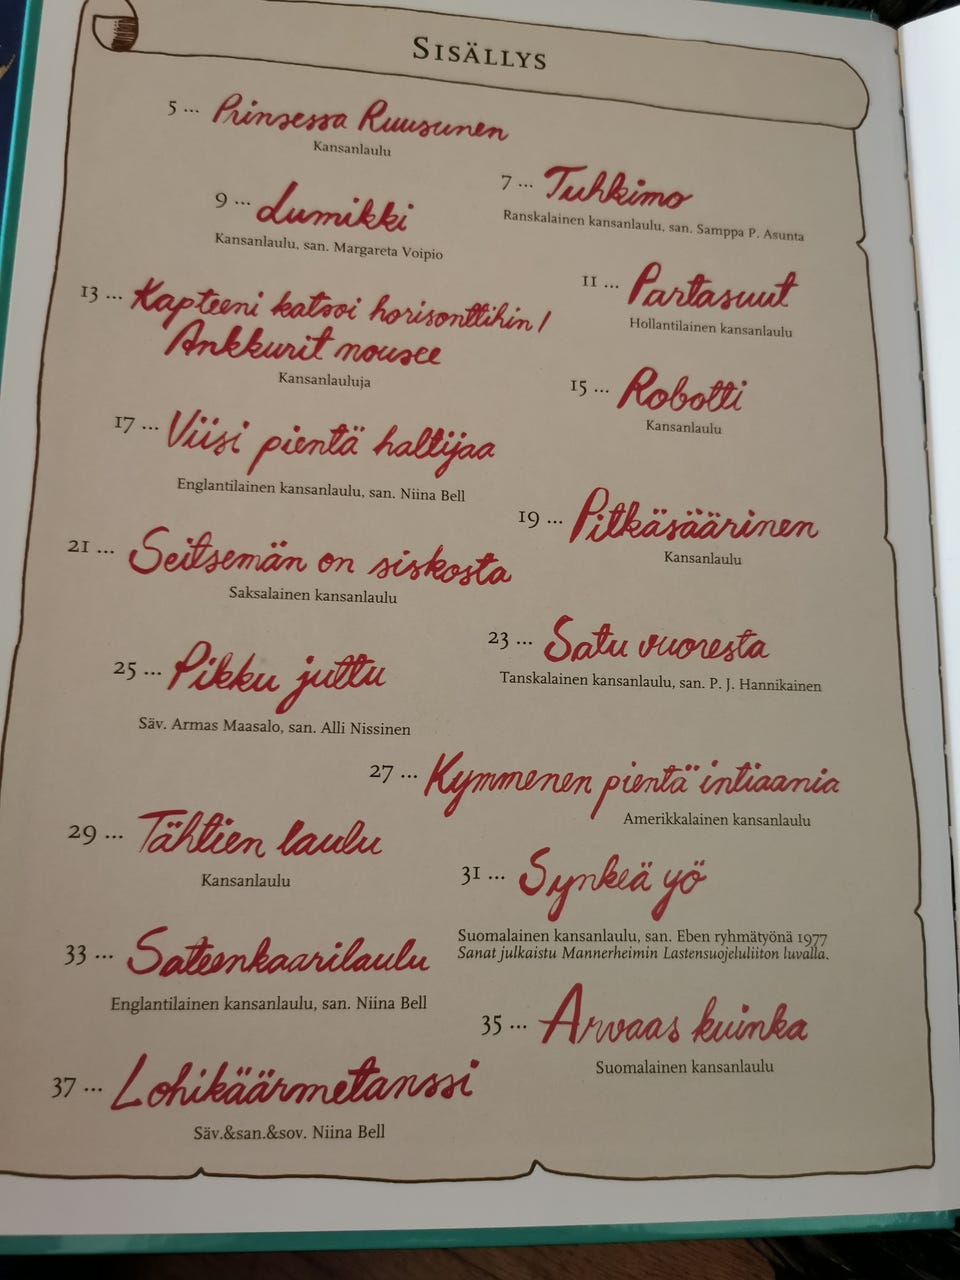 Sisällys
5 ... Prinsessa Ruusunen
Kansanlaulu
7 ... Tuhkimo
Ranskalainen kansanlaulu, san. Samppa P. Asunta
9 ... Lumikki
Kansanlaulu, san. Margareta Voipio
11 ... Partasuut
Hollantilainen kansanlaulu
13 ... Kapteeni katsoi horisonttihin /
Ankkurit nousee
Kansanlauluja
15 ... Robotti
Kansanlaulu
17 ... Viisi pientä haltijaa
Englantilainen kansanlaulu, san. Niina Bell
19 ... Pitkäsäärinen
Kansanlaulu
21 ... Seitsemän on siskosta
Saksalainen kansanlaulu
23 ... Satu vuoresta
Tanskalainen kansanlaulu, san. P. J. Hannikainen
25 ... Pikku juttu
Säv. Armas Maasalo, san. Alli Nissinen
27 ... Kymmenen pientä intiaania
Amerikkalainen kansanlaulu
29 ... Tähtien laulu
Kansanlaulu
31 ... Synkeä yö
Suomalainen kansanlaulu, san. Eben ryhmätyönä 1977
Sanat julkaistu Mannerheimin Lastensuojeluliiton luvalla.
33 ... Sateenkaarilaulu
Englantilainen kansanlaulu, san. Niina Bell
35 ... Arvaas kuinka
Suomalainen kansanlaulu
37 ... Lohikäärmetanssi
Säv.&san.&sov. Niina Bell